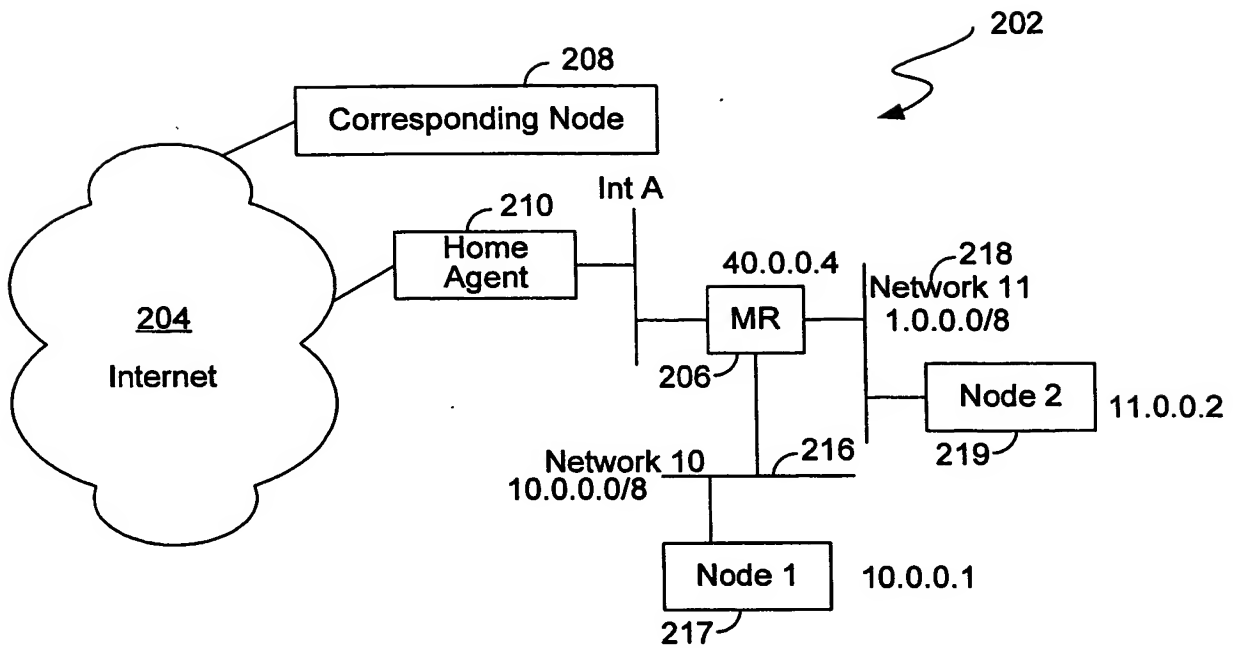 202
208
Corresponding Node
Int A
210
Home
Agent
40.0.0.4
218
Network 11
1.0.0.0/8
204
Internet
MR
206
Node 2
11.0.0.2
219
216
Network 10
10.0.0.0/8
Node 1
10.0.0.1
217